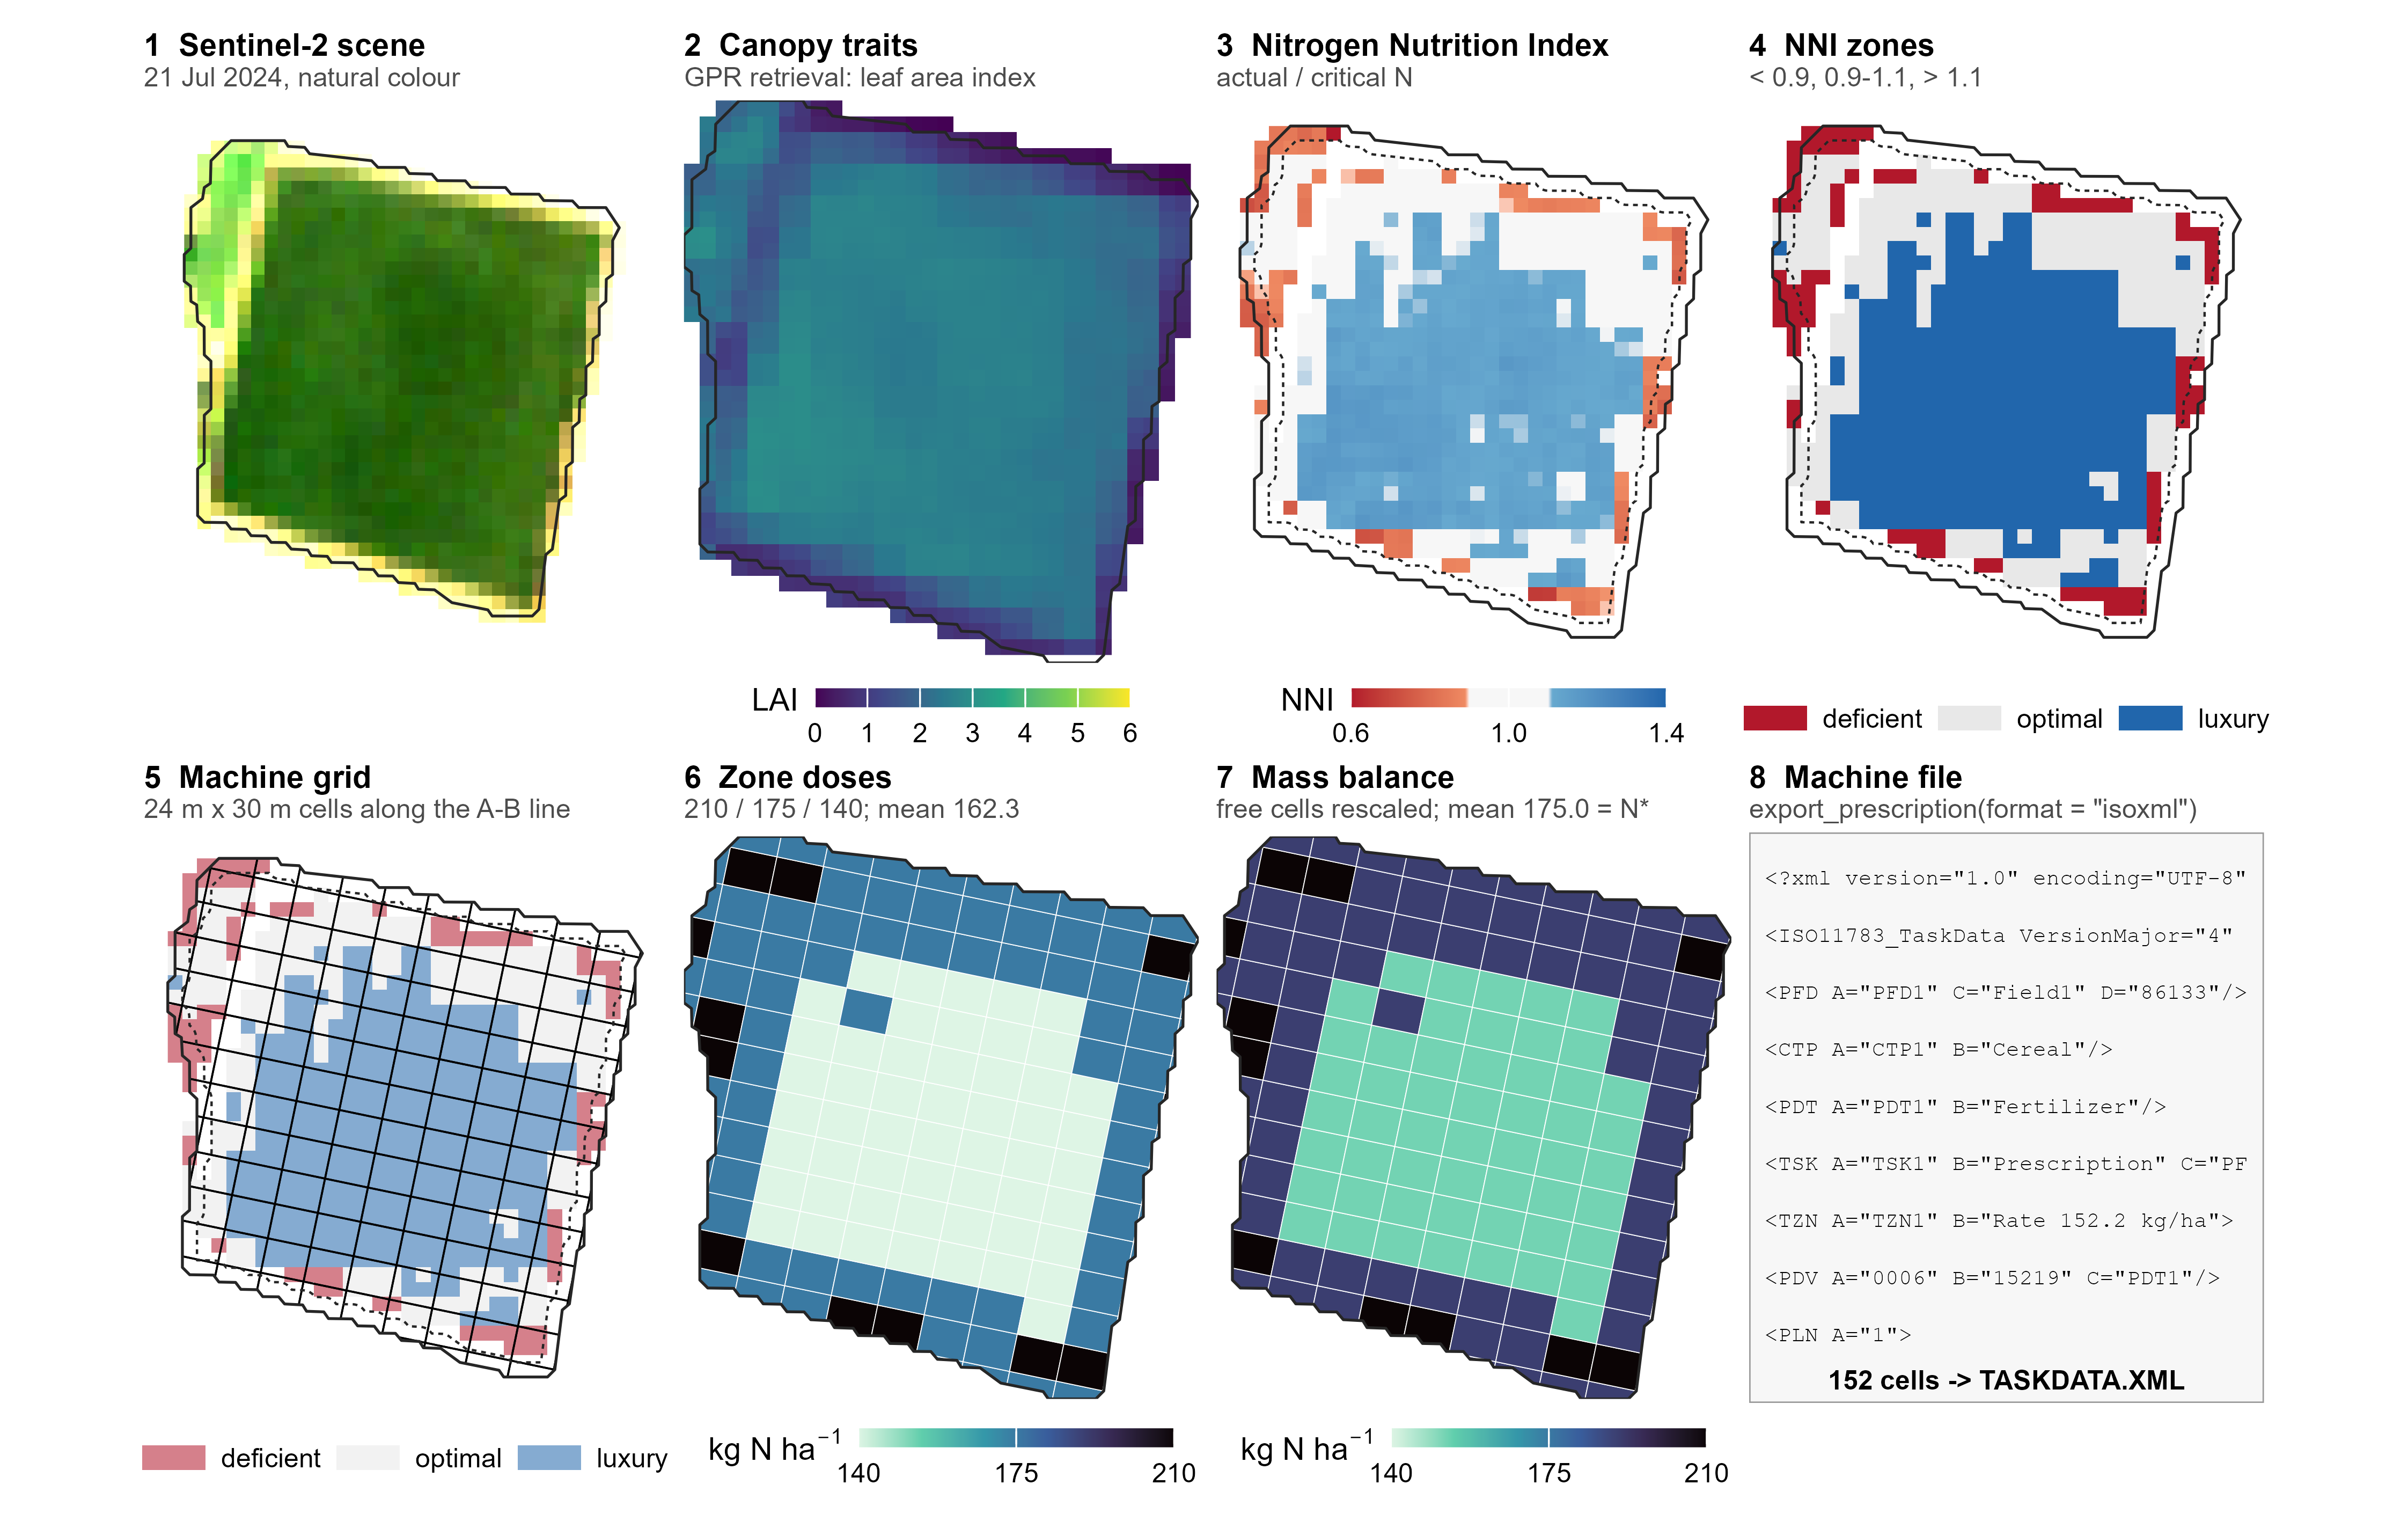 1 Sentinel-2 scene
21 Jul 2024, natural colour
2 Canopy traits
GPR retrieval: leaf area index
LAI
0 1 2 3 4 5 6
3 Nitrogen Nutrition Index
actual / critical N
NNI
0.6 1.0 1.4
4 NNI zones
< 0.9, 0.9-1.1, > 1.1
deficient optimal luxury
5 Machine grid
24 m x 30 m cells along the A-B line
deficient optimal luxury
6 Zone doses
210 / 175 / 140; mean 162.3
kg N ha⁻¹
140 175 210
7 Mass balance
free cells rescaled; mean 175.0 = N*
kg N ha⁻¹
140 175 210
8 Machine file
export_prescription(format = "isoxml")
<?xml version="1.0" encoding="UTF-8"
<ISO11783_TaskData VersionMajor="4"
<PFD A="PFD1" C="Field1" D="86133"/>
<CTP A="CTP1" B="Cereal"/>
<PDT A="PDT1" B="Fertilizer"/>
<TSK A="TSK1" B="Prescription" C="PF
<TZN A="TZN1" B="Rate 152.2 kg/ha">
<PDV A="0006" B="15219" C="PDT1"/>
<PLN A="1">
152 cells -> TASKDATA.XML